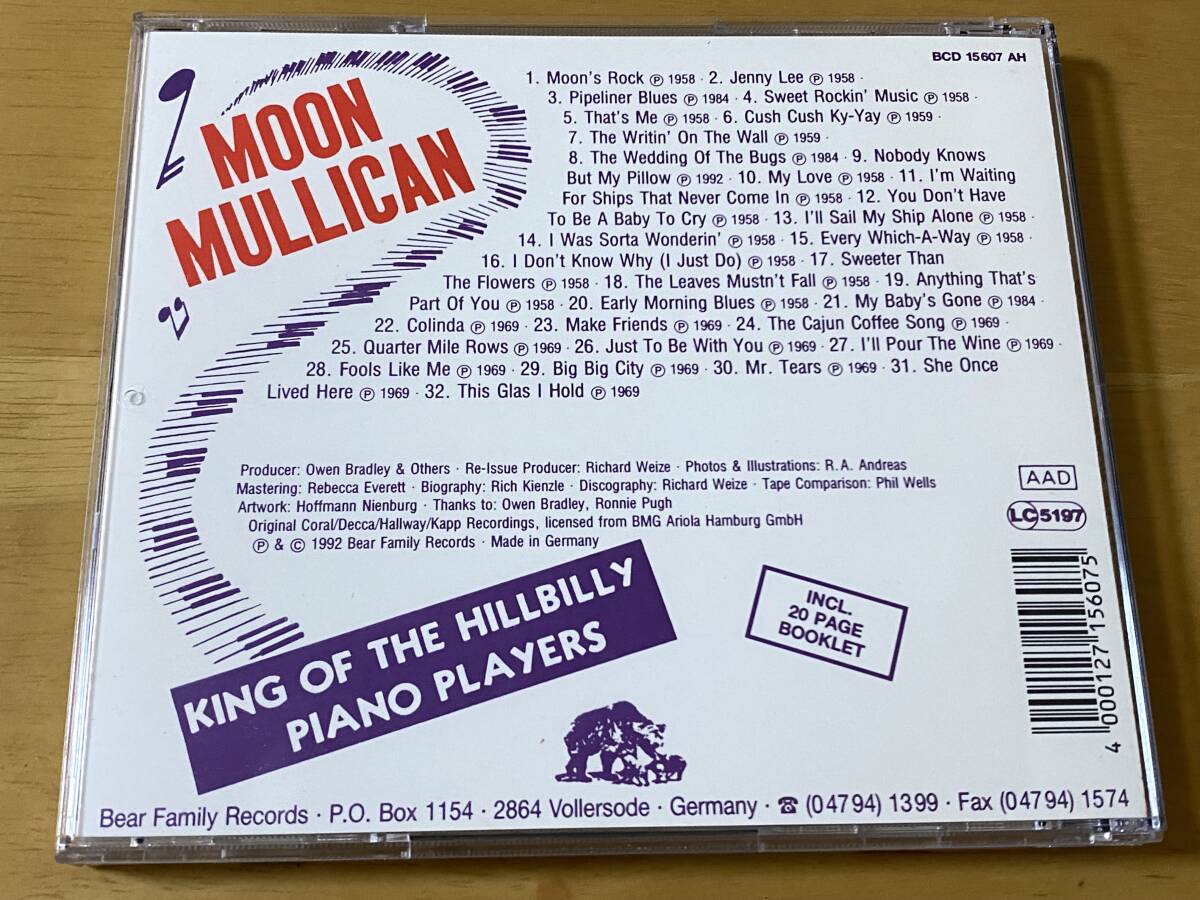 BCD 15607 AH
MOON
MULLICAN
1. Moon's Rock ℗ 1958 · 2. Jenny Lee ℗ 1958 ·
3. Pipeliner Blues ℗ 1984 · 4. Sweet Rockin' Music ℗ 1958 ·
5. That's Me ℗ 1958 · 6. Cush Cush Ky-Yay ℗ 1959 ·
7. The Writin' On The Wall ℗ 1959 ·
8. The Wedding Of The Bugs ℗ 1984 · 9. Nobody Knows
But My Pillow ℗ 1992 · 10. My Love ℗ 1958 · 11. I'm Waiting
For Ships That Never Come In ℗ 1958 · 12. You Don't Have
To Be A Baby To Cry ℗ 1958 · 13. I'll Sail My Ship Alone ℗ 1958 ·
14. I Was Sorta Wonderin' ℗ 1958 · 15. Every Which-A-Way ℗ 1958 ·
16. I Don't Know Why (I Just Do) ℗ 1958 · 17. Sweeter Than
The Flowers ℗ 1958 · 18. The Leaves Mustn't Fall ℗ 1958 · 19. Anything That's
Part Of You ℗ 1958 · 20. Early Morning Blues ℗ 1958 · 21. My Baby's Gone ℗ 1984 ·
22. Colinda ℗ 1969 · 23. Make Friends ℗ 1969 · 24. The Cajun Coffee Song ℗ 1969 ·
25. Quarter Mile Rows ℗ 1969 · 26. Just To Be With You ℗ 1969 · 27. I'll Pour The Wine ℗ 1969 ·
28. Fools Like Me ℗ 1969 · 29. Big Big City ℗ 1969 · 30. Mr. Tears ℗ 1969 · 31. She Once
Lived Here ℗ 1969 · 32. This Glas I Hold ℗ 1969
Producer: Owen Bradley & Others · Re-Issue Producer: Richard Weize · Photos & Illustrations: R.A. Andreas
Mastering: Rebecca Everett · Biography: Rich Kienzle · Discography: Richard Weize · Tape Comparison: Phil Wells
Artwork: Hoffmann Nienburg · Thanks to: Owen Bradley, Ronnie Pugh
Original Coral/Decca/Hallway/Kapp Recordings, licensed from BMG Ariola Hamburg GmbH
℗ & © 1992 Bear Family Records · Made in Germany
AAD
LC 5197
KING OF THE HILLBILLY
PIANO PLAYERS
INCL.
20 PAGE
BOOKLET
4 000127 156075
Bear Family Records · P.O. Box 1154 · 2864 Vollersode · Germany · ☎ (04794) 1399 · Fax (04794) 1574